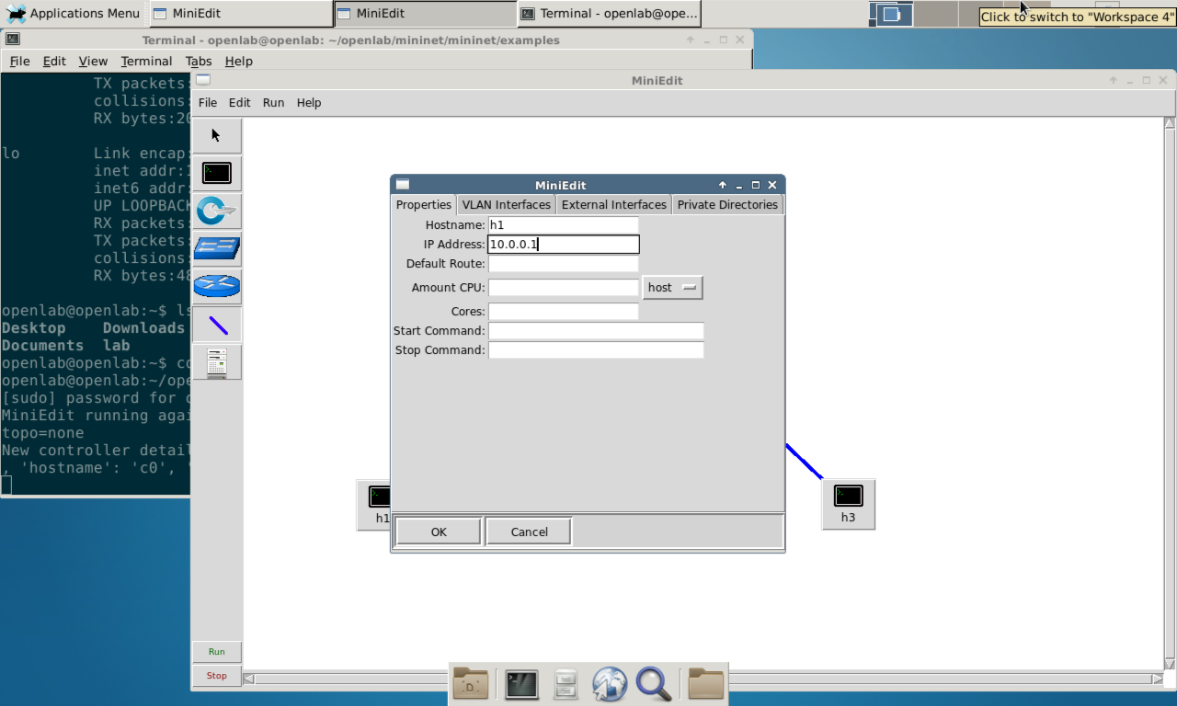 Applications Menu
MiniEdit
MiniEdit
Terminal - openlab@ope...
Click to switch to "Workspace 4"
Terminal - openlab@openlab: ~/openlab/mininet/mininet/examples
File Edit View Terminal Tabs Help
TX packets:
collisions:
RX bytes:20
lo Link encap:
inet addr:1
inet6 addr:
UP LOOPBACK
RX packets:
TX packets:
collisions:
RX bytes:48
openlab@openlab:~$ ls
Desktop Downloads
Documents lab
openlab@openlab:~$ cd
openlab@openlab:~/ope
[sudo] password for o
MiniEdit running agai
topo=none
New controller detail
, 'hostname': 'c0', '
MiniEdit
File Edit Run Help
MiniEdit
Properties VLAN Interfaces External Interfaces Private Directories
Hostname: h1
IP Address: 10.0.0.1
Default Route:
Amount CPU: host
Cores:
Start Command:
Stop Command:
OK Cancel
h1
h3
Run
Stop